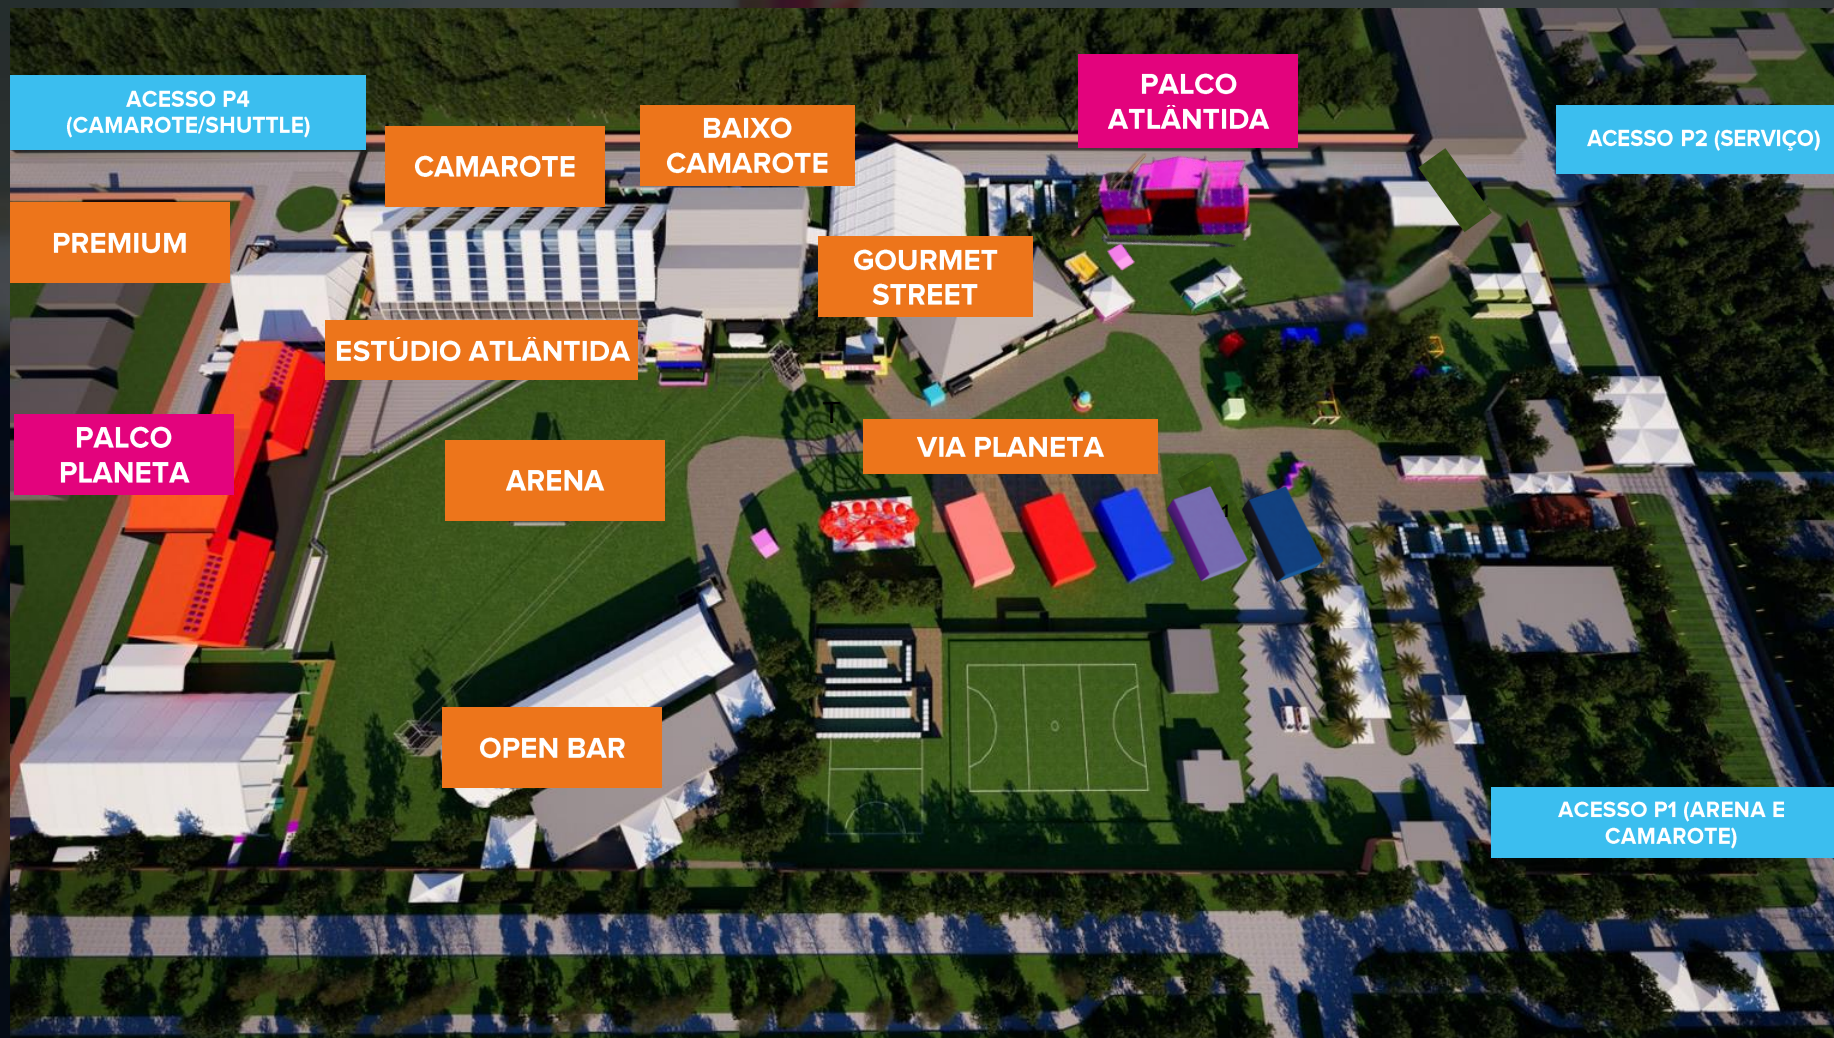 PALCO
ATLÂNTIDA
ACESSO P4
(CAMAROTE/SHUTTLE)
BAIXO
CAMAROTE
ACESSO P2 (SERVIÇO)
CAMAROTE
PREMIUM
GOURMET
STREET
ESTÚDIO ATLÂNTIDA
T
PALCO
PLANETA
VIA PLANETA
ARENA
1
OPEN BAR
ACESSO P1 (ARENA E
CAMAROTE)